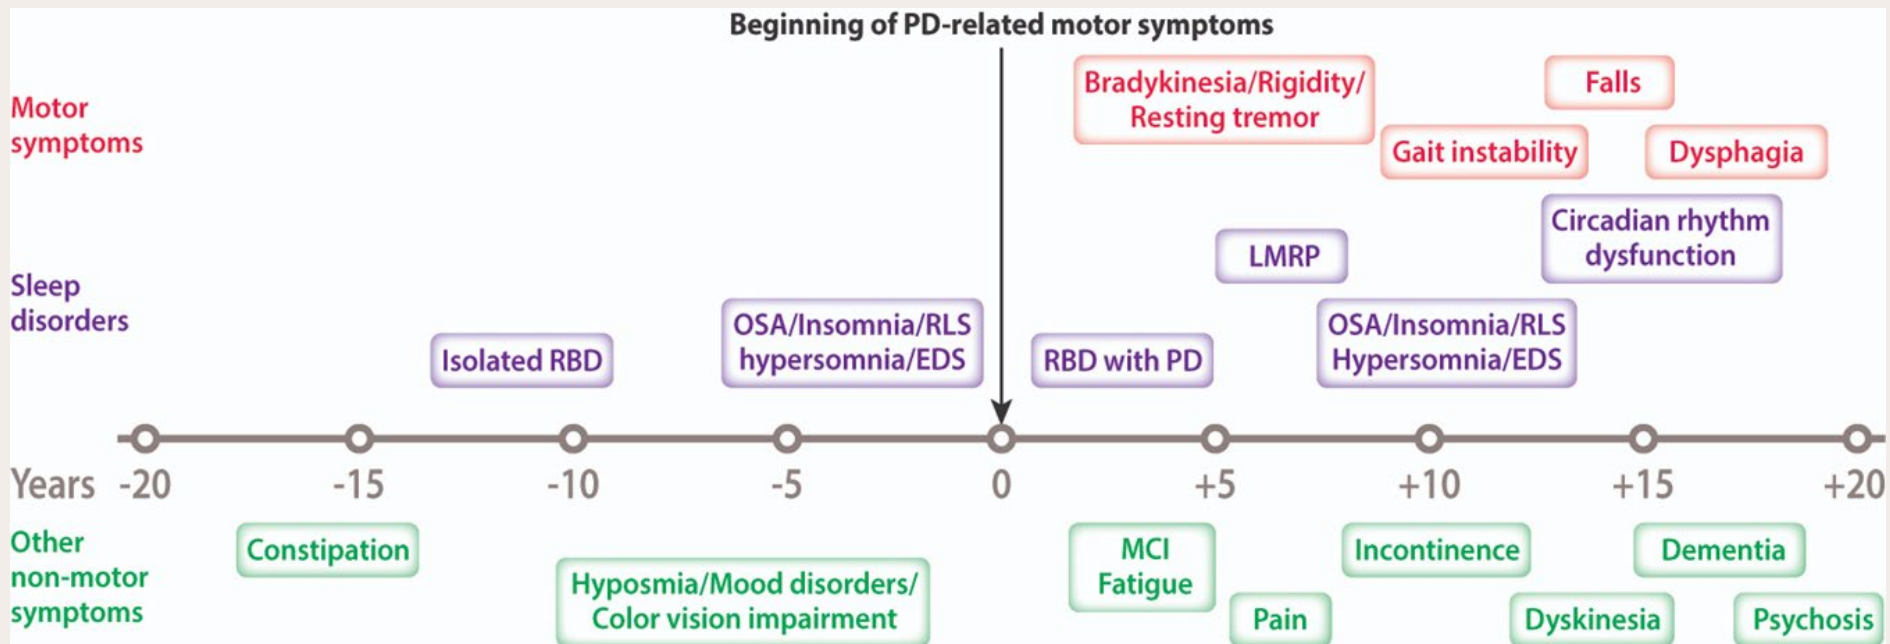 Beginning of PD-related motor symptoms
Motor
symptoms
Bradykinesia/Rigidity/
Resting tremor
Falls
Gait instability
Dysphagia
Sleep
disorders
Isolated RBD
OSA/Insomnia/RLS
hypersomnia/EDS
RBD with PD
LMRP
OSA/Insomnia/RLS
Hypersomnia/EDS
Circadian rhythm
dysfunction
Years -20 -15 -10 -5 0 +5 +10 +15 +20
Other
non-motor
symptoms
Constipation
Hyposmia/Mood disorders/
Color vision impairment
MCI
Fatigue
Pain
Incontinence
Dyskinesia
Dementia
Psychosis